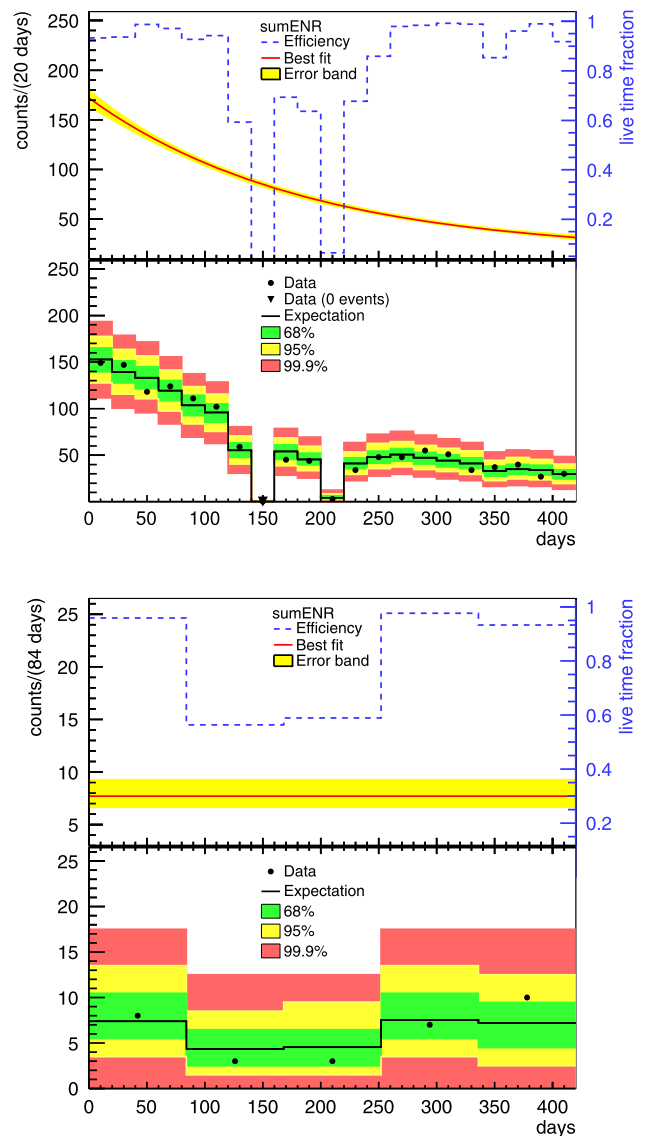 sumENR
Efficiency
Best fit
Error band
counts/(20 days)
250
200
150
100
50
1
0.8
0.6
0.4
0.2
live time fraction
Data
Data (0 events)
Expectation
68%
95%
99.9%
250
200
150
100
50
0 50 100 150 200 250 300 350 400
days
sumENR
Efficiency
Best fit
Error band
counts/(84 days)
25
20
15
10
5
1
0.8
0.6
0.4
0.2
live time fraction
Data
Expectation
68%
95%
99.9%
25
20
15
10
5
0
0 50 100 150 200 250 300 350 400
days